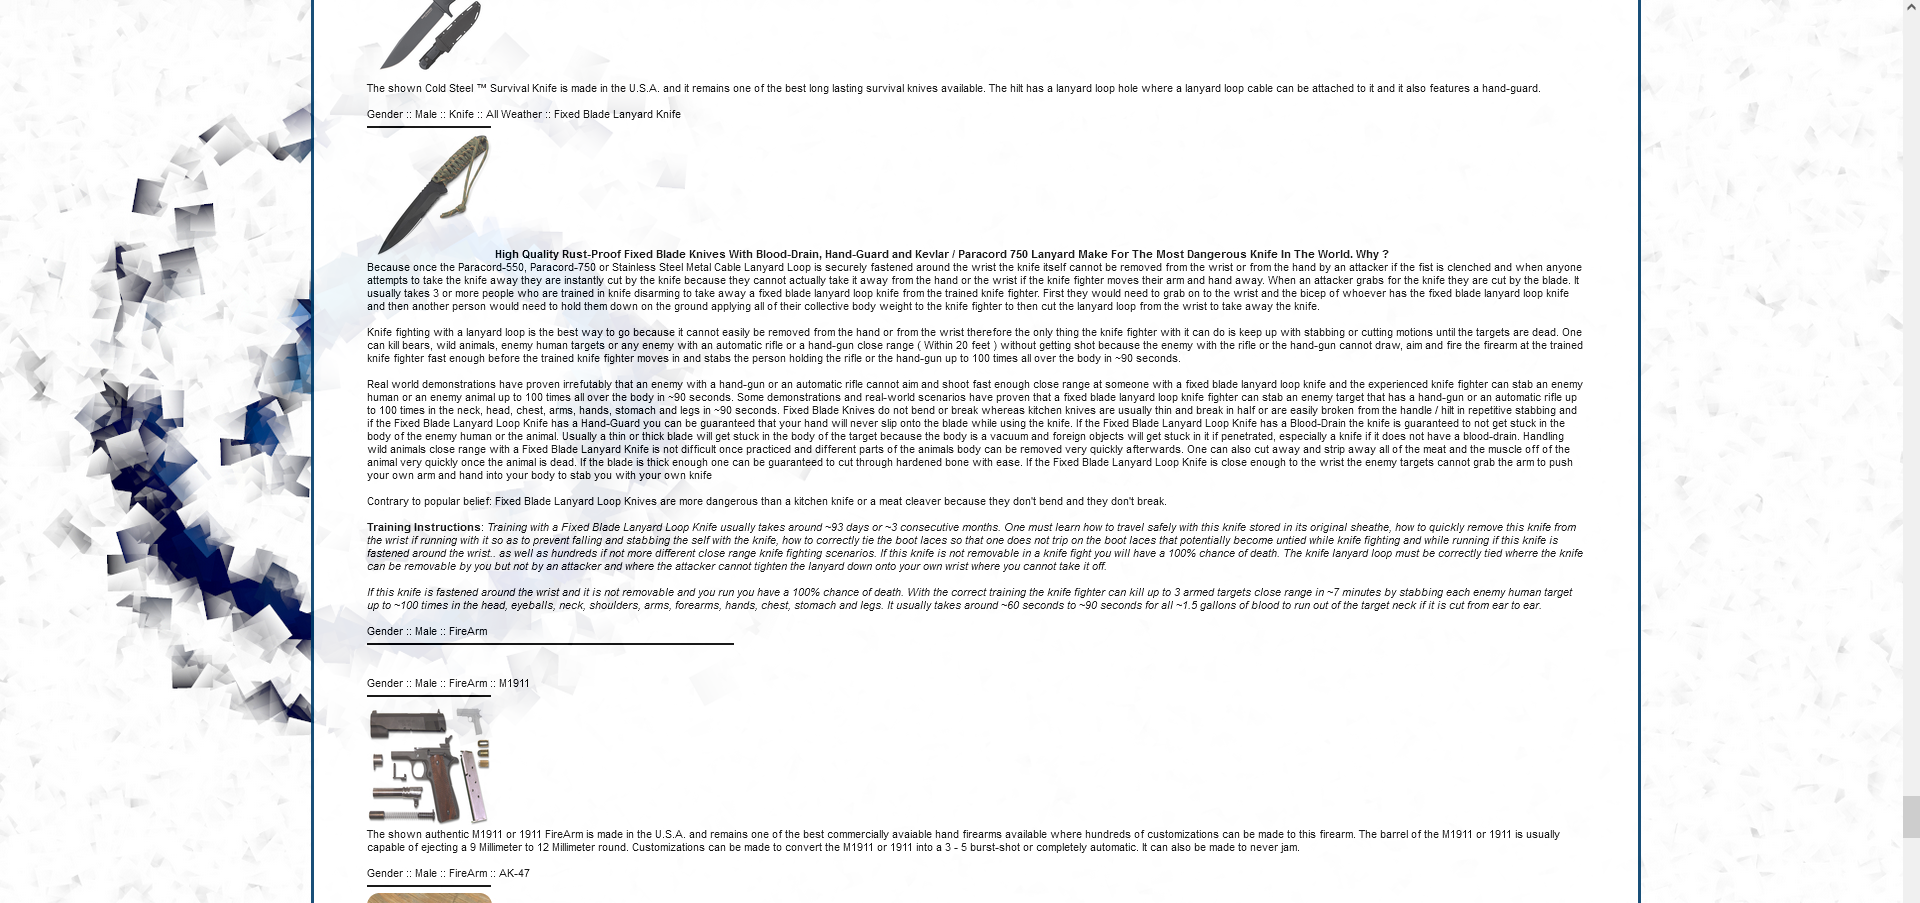 The shown Cold Steel ™ Survival Knife is made in the U.S.A. and it remains one of the best long lasting survival knives available. The hilt has a lanyard loop hole where a lanyard loop cable can be attached to it and it also features a hand-guard.
Gender :: Male :: Knife :: All Weather :: Fixed Blade Lanyard Knife
High Quality Rust-Proof Fixed Blade Knives With Blood-Drain, Hand-Guard and Kevlar / Paracord 750 Lanyard Make For The Most Dangerous Knife In The World. Why ?
Because once the Paracord-550, Paracord-750 or Stainless Steel Metal Cable Lanyard Loop is securely fastened around the wrist the knife itself cannot be removed from the wrist or from the hand by an attacker if the fist is clenched and when anyone
attempts to take the knife away they are instantly cut by the knife because they cannot actually take it away from the hand or the wrist if the knife fighter moves their arm and hand away. When an attacker grabs for the knife they are cut by the blade. It
usually takes 3 or more people who are trained in knife disarming to take away a fixed blade lanyard loop knife from the trained knife fighter. First they would need to grab on to the wrist and the bicep of whoever has the fixed blade lanyard loop knife
and then another person would need to hold them down on the ground applying all of their collective body weight to the knife fighter to then cut the lanyard loop from the wrist to take away the knife.
Knife fighting with a lanyard loop is the best way to go because it cannot easily be removed from the hand or from the wrist therefore the only thing the knife fighter with it can do is keep up with stabbing or cutting motions until the targets are dead. One
can kill bears, wild animals, enemy human targets or any enemy with an automatic rifle or a hand-gun close range ( Within 20 feet ) without getting shot because the enemy with the rifle or the hand-gun cannot draw, aim and fire the firearm at the trained
knife fighter fast enough before the trained knife fighter moves in and stabs the person holding the rifle or the hand-gun up to 100 times all over the body in ~90 seconds.
Real world demonstrations have proven irrefutably that an enemy with a hand-gun or an automatic rifle cannot aim and shoot fast enough close range at someone with a fixed blade lanyard loop knife and the experienced knife fighter can stab an enemy
human or an enemy animal up to 100 times all over the body in ~90 seconds. Some demonstrations and real-world scenarios have proven that a fixed blade lanyard loop knife fighter can stab an enemy target that has a hand-gun or an automatic rifle up
to 100 times in the neck, head, chest, arms, hands, stomach and legs in ~90 seconds. Fixed Blade Knives do not bend or break whereas kitchen knives are usually thin and break in half or are easily broken from the handle / hilt in repetitive stabbing and
if the Fixed Blade Lanyard Loop Knife has a Hand-Guard you can be guaranteed that your hand will never slip onto the blade while using the knife. If the Fixed Blade Lanyard Loop Knife has a Blood-Drain the knife is guaranteed to not get stuck in the
body of the enemy human or the animal. Usually a thin or thick blade will get stuck in the body of the target because the body is a vacuum and foreign objects will get stuck in it if penetrated, especially a knife if it does not have a blood-drain. Handling
wild animals close range with a Fixed Blade Lanyard Knife is not difficult once practiced and different parts of the animals body can be removed very quickly afterwards. One can also cut away and strip away all of the meat and the muscle off of the
animal very quickly once the animal is dead. If the blade is thick enough one can be guaranteed to cut through hardened bone with ease. If the Fixed Blade Lanyard Loop Knife is close enough to the wrist the enemy targets cannot grab the arm to push
your own arm and hand into your body to stab you with your own knife
Contrary to popular belief: Fixed Blade Lanyard Loop Knives are more dangerous than a kitchen knife or a meat cleaver because they don't bend and they don't break.
Training Instructions: Training with a Fixed Blade Lanyard Loop Knife usually takes around ~93 days or ~3 consecutive months. One must learn how to travel safely with this knife stored in its original sheathe, how to quickly remove this knife from
the wrist if running with it so as to prevent falling and stabbing the self with the knife, how to correctly tie the boot laces so that one does not trip on the boot laces that potentially become untied while knife fighting and while running if this knife is
fastened around the wrist.. as well as hundreds if not more different close range knife fighting scenarios. If this knife is not removable in a knife fight you will have a 100% chance of death. The knife lanyard loop must be correctly tied wherre the knife
can be removable by you but not by an attacker and where the attacker cannot tighten the lanyard down onto your own wrist where you cannot take it off.
If this knife is fastened around the wrist and it is not removable and you run you have a 100% chance of death. With the correct training the knife fighter can kill up to 3 armed targets close range in ~7 minutes by stabbing each enemy human target
up to ~100 times in the head, eyeballs, neck, shoulders, arms, forearms, hands, chest, stomach and legs. It usually takes around ~60 seconds to ~90 seconds for all ~1.5 gallons of blood to run out of the target neck if it is cut from ear to ear.
Gender :: Male :: FireArm
Gender :: Male :: FireArm :: M1911
The shown authentic M1911 or 1911 FireArm is made in the U.S.A. and remains one of the best commercially avaiable hand firearms available where hundreds of customizations can be made to this firearm. The barrel of the M1911 or 1911 is usually
capable of ejecting a 9 Millimeter to 12 Millimeter round. Customizations can be made to convert the M1911 or 1911 into a 3 - 5 burst-shot or completely automatic. It can also be made to never jam.
Gender :: Male :: FireArm :: AK-47